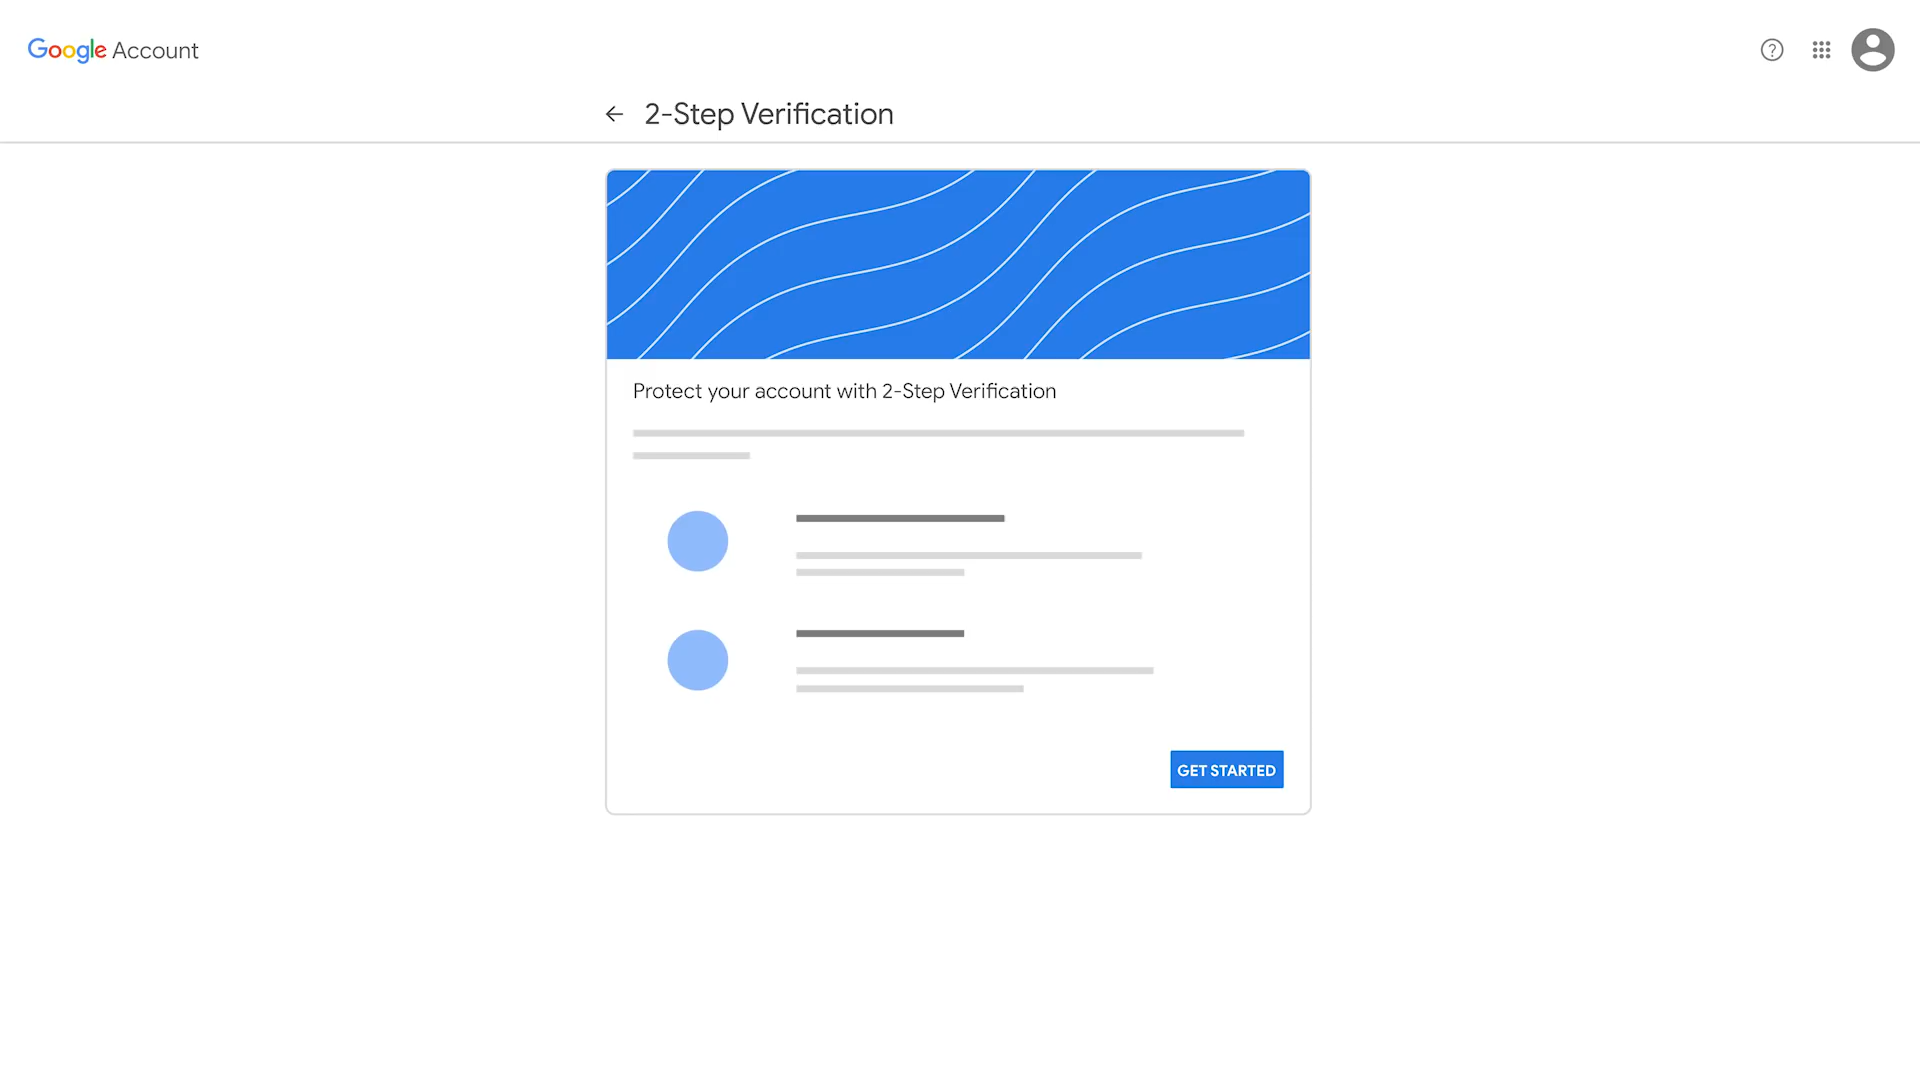 Google Account
2-Step Verification
Protect your account with 2-Step Verification
GET STARTED